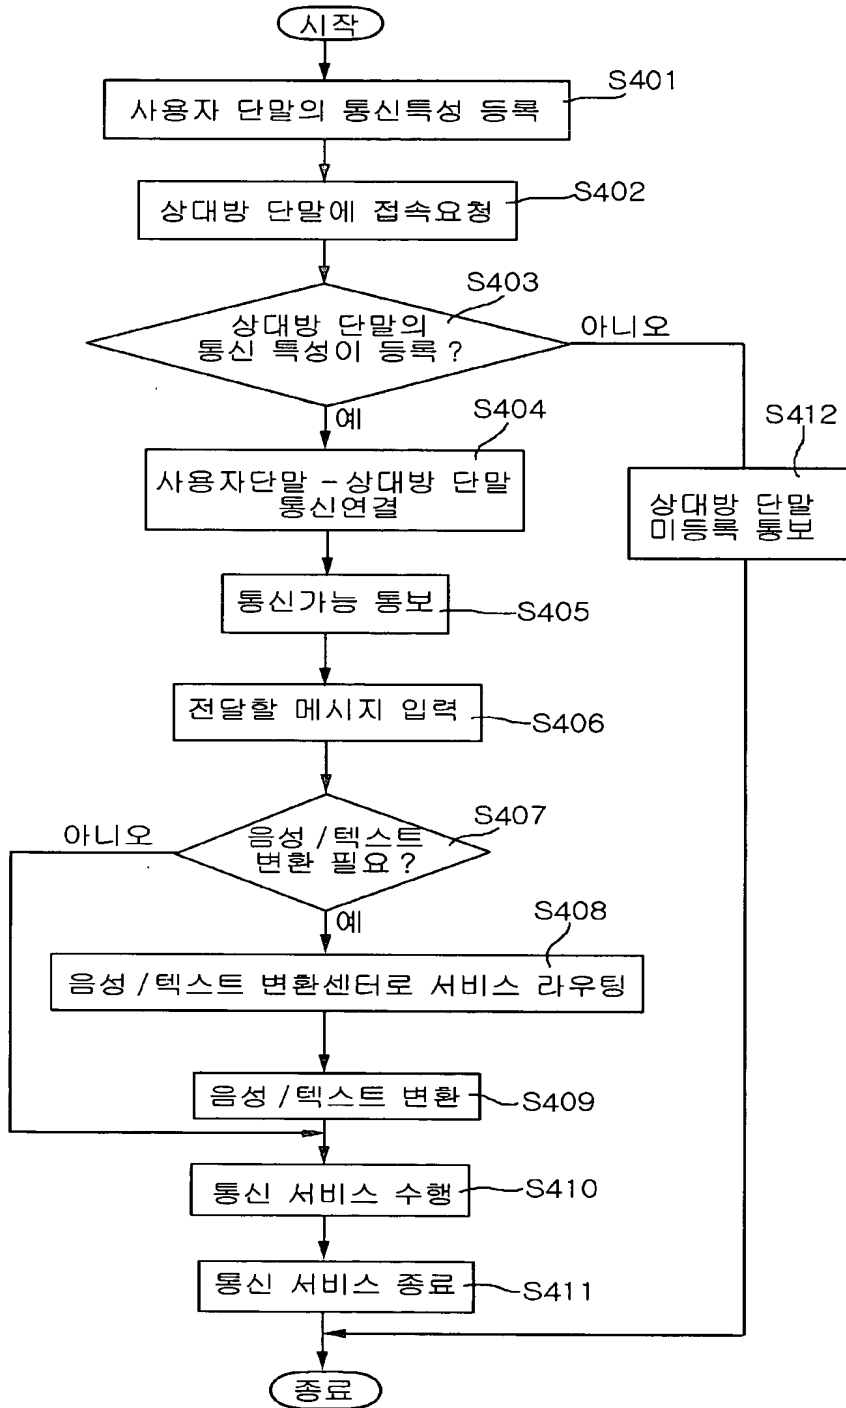 시작
S401
사용자 단말의 통신특성 등록
S402
상대방 단말에 접속요청
S403
상대방 단말의
통신 특성이 등록?
아니오
예
S404
사용자단말 - 상대방 단말
통신연결
S412
상대방 단말
미등록 통보
통신가능 통보
S405
전달할 메시지 입력
S406
S407
음성/텍스트
변환 필요?
아니오
예
S408
음성/텍스트 변환센터로 서비스 라우팅
음성/텍스트 변환
S409
통신 서비스 수행
S410
통신 서비스 종료
S411
종료